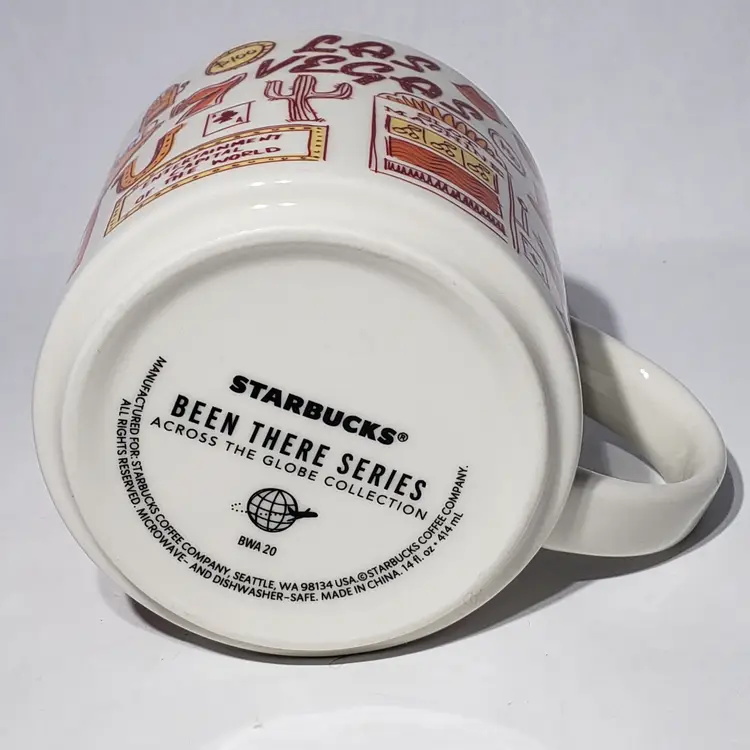 $100
LAS
VEGAS
A
ENTERTAINMENT
CAPITAL
OF THE WORLD
STARBUCKS®
BEEN THERE SERIES
ACROSS THE GLOBE COLLECTION
BWA 20
MANUFACTURED FOR: STARBUCKS COFFEE COMPANY, SEATTLE, WA 98134 USA. ©STARBUCKS COFFEE COMPANY.
ALL RIGHTS RESERVED. MICROWAVE- AND DISHWASHER-SAFE. MADE IN CHINA. 14 fl. oz • 414 mL